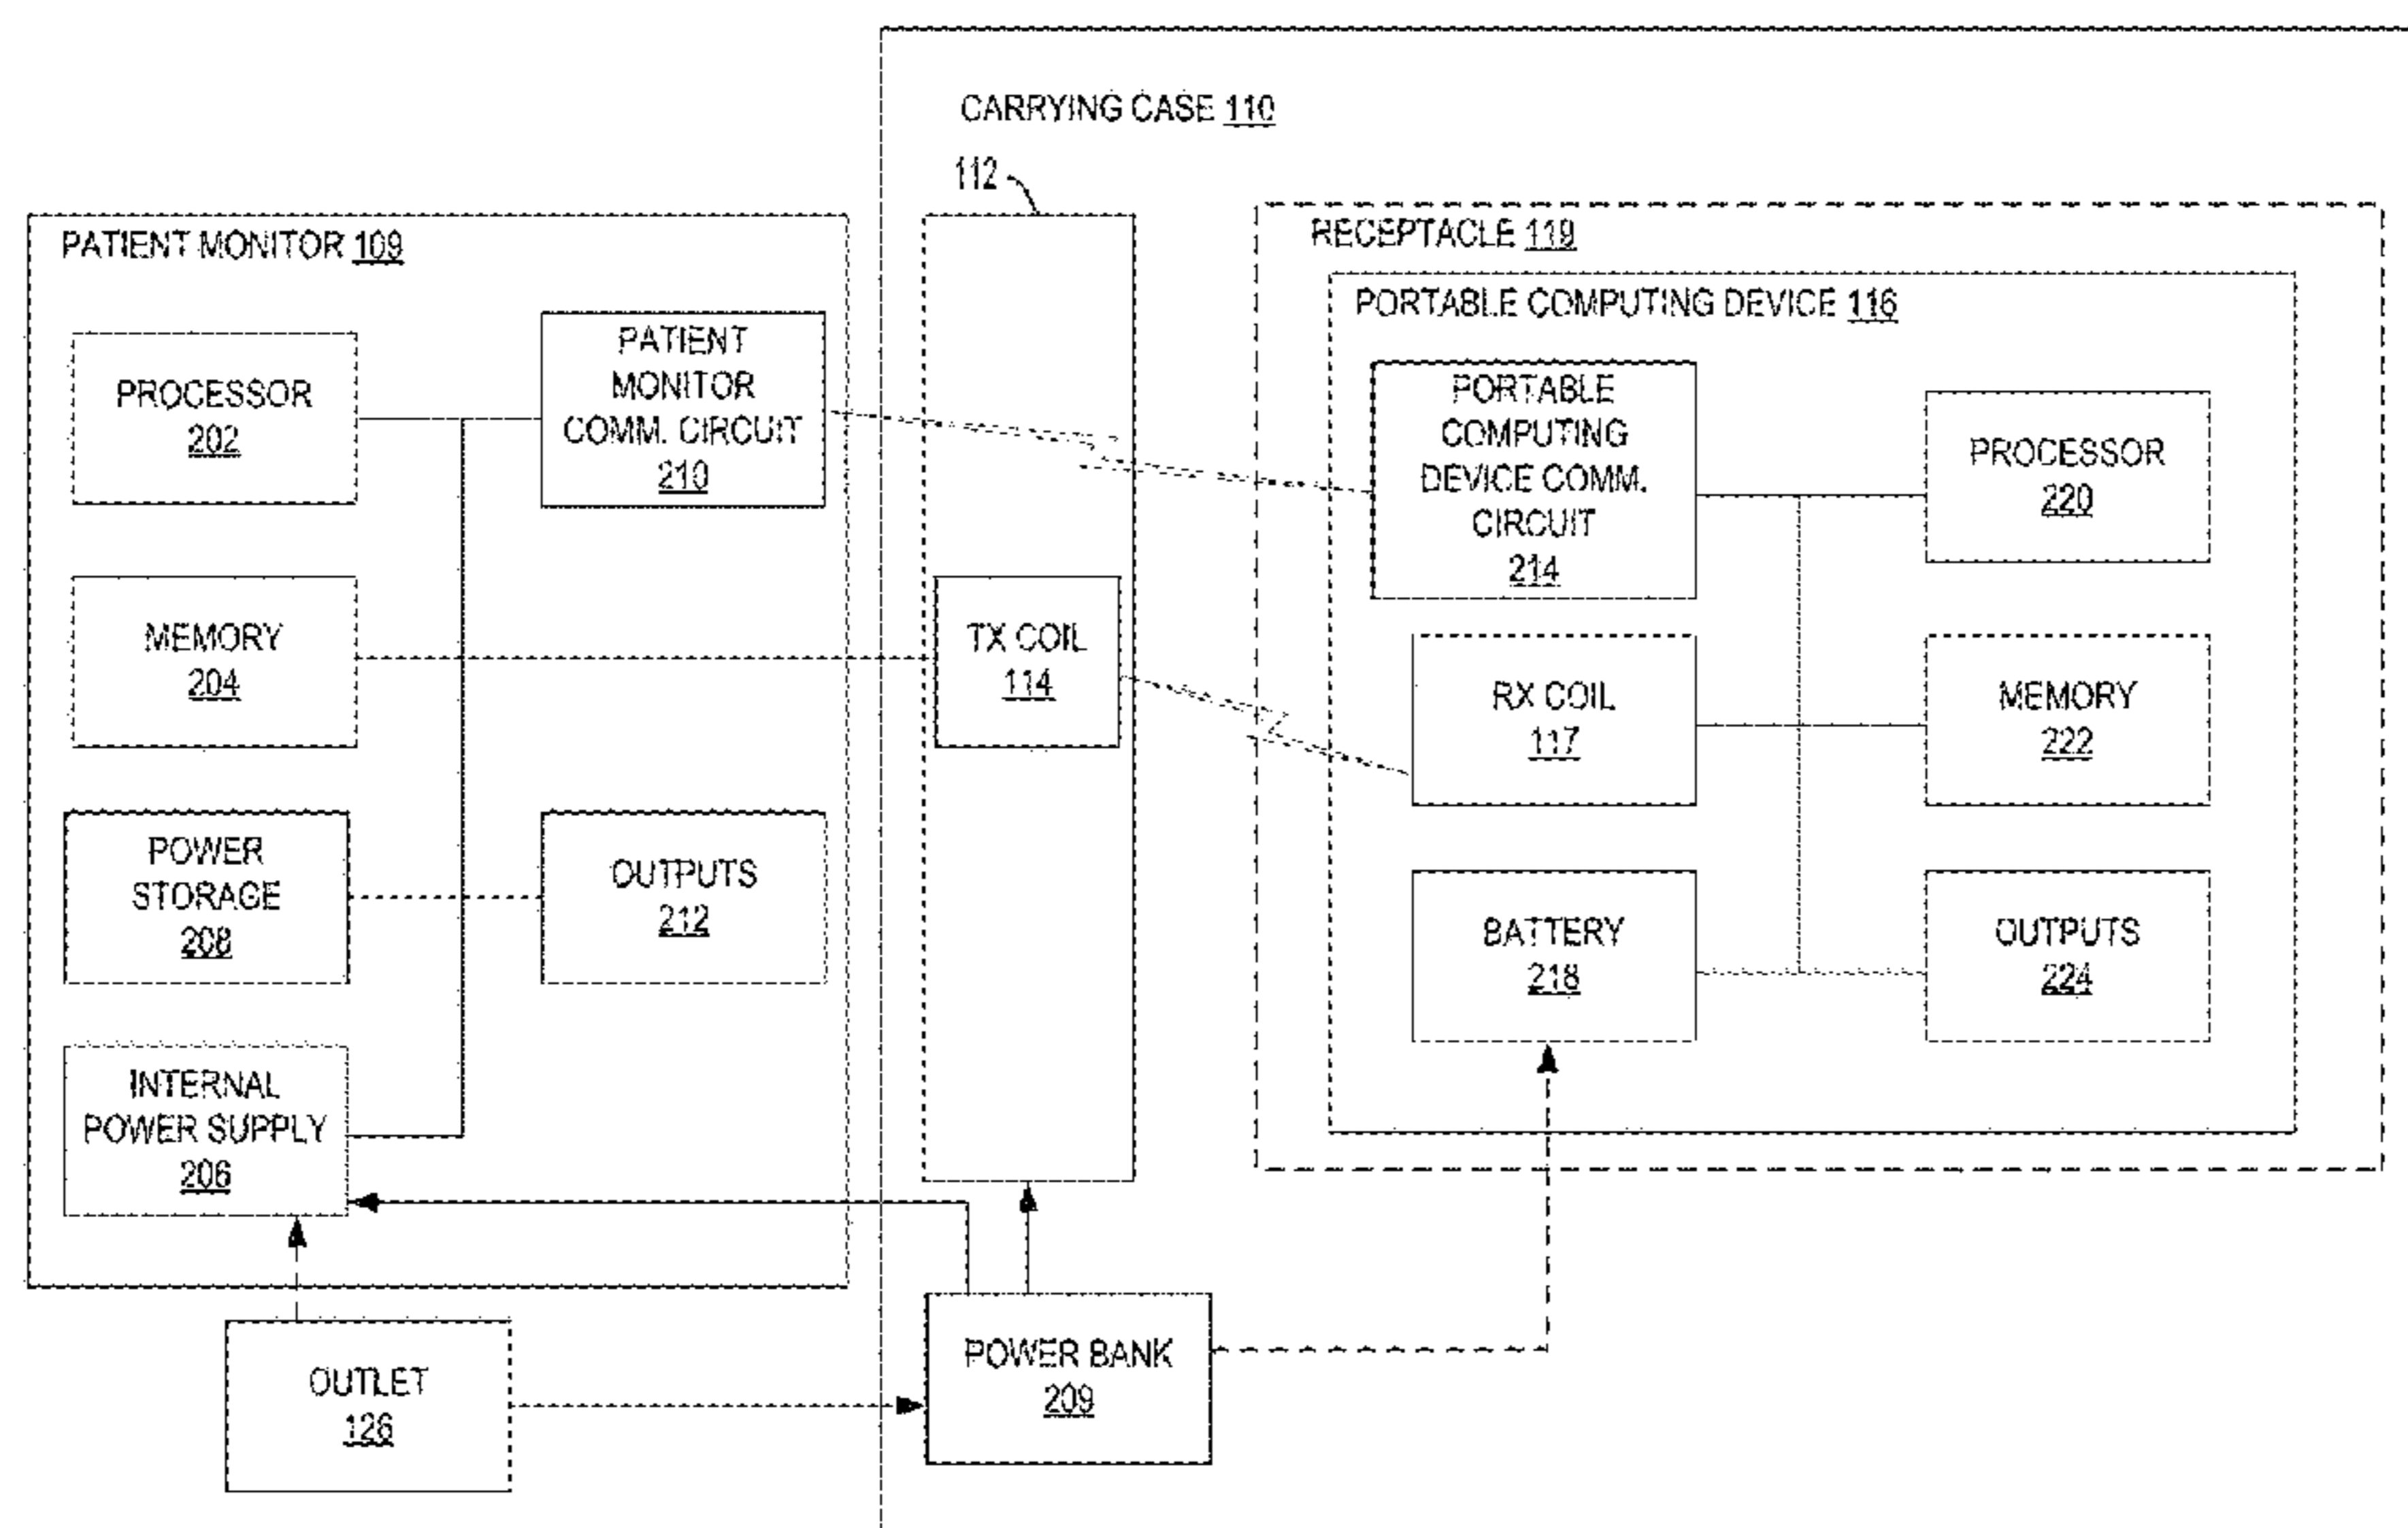 CARRYING CASE 110
112
PATIENT MONITOR 109
PROCESSOR
202
PATIENT
MONITOR
COMM. CIRCUIT
210
MEMORY
204
POWER
STORAGE
208
OUTPUTS
212
INTERNAL
POWER SUPPLY
206
TX COIL
114
RECEPTACLE 119
PORTABLE COMPUTING DEVICE 116
PORTABLE
COMPUTING
DEVICE COMM.
CIRCUIT
214
PROCESSOR
220
RX COIL
117
MEMORY
222
BATTERY
218
OUTPUTS
224
OUTLET
126
POWER BANK
209